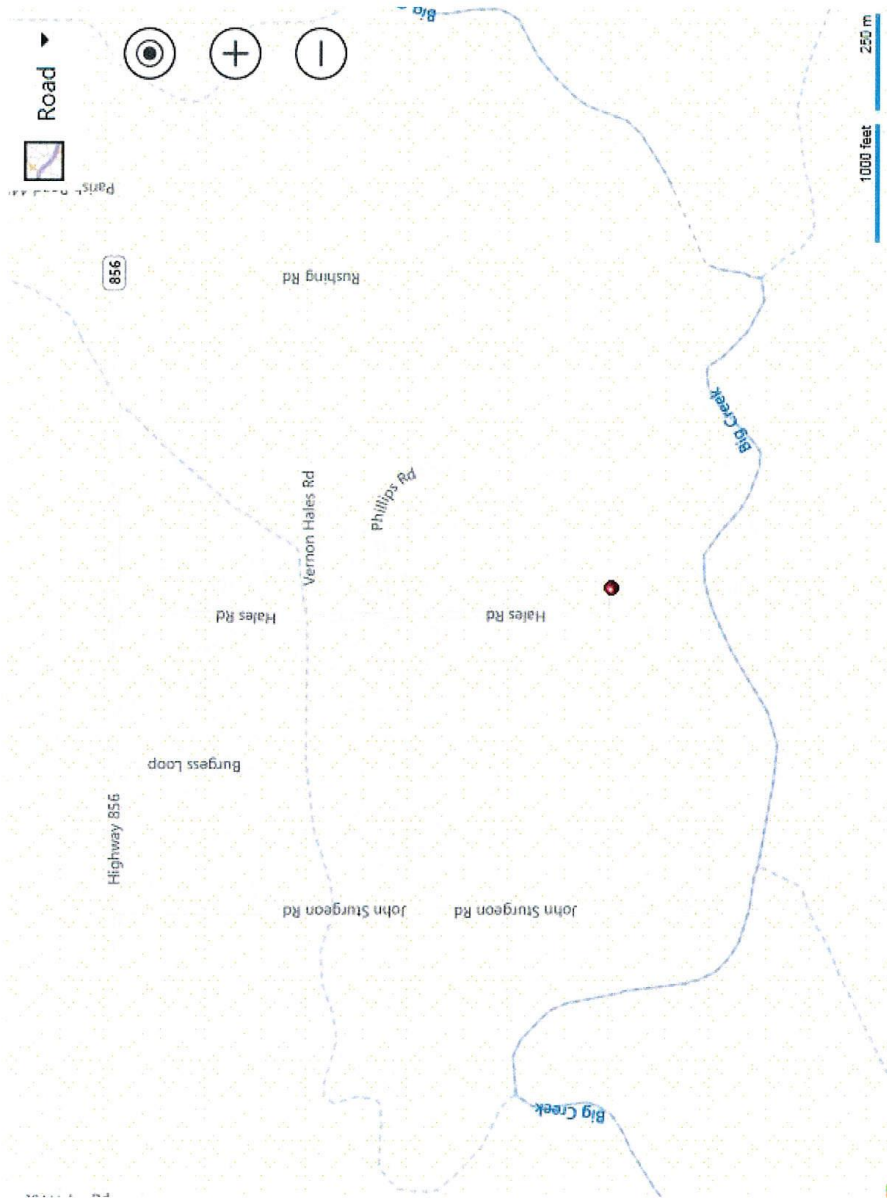 Road
856
Rushing Rd
Big Creek
Vernon Hales Rd
Phillips Rd
Hales Rd
Hales Rd
Burgess Loop
Highway 856
John Sturgeon Rd
John Sturgeon Rd
Big Creek
250 m
1000 feet